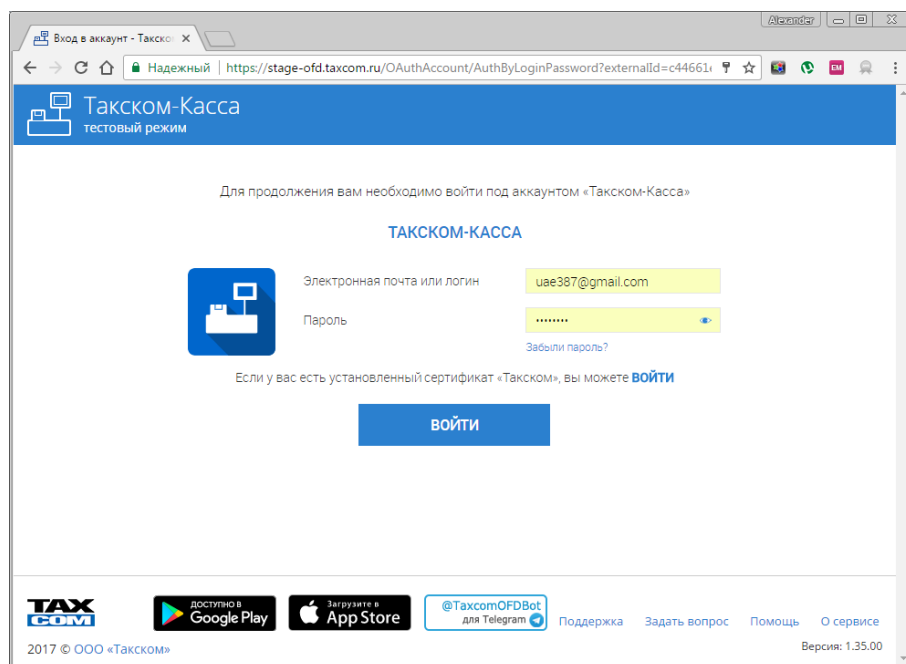 Alexander
Вход в аккаунт - Такско
Надежный | https://stage-ofd.taxcom.ru/OAuthAccount/AuthByLoginPassword?externalId=c44661
EM
Такском-Касса
тестовый режим
Для продолжения вам необходимо войти под аккаунтом «Такском-Касса»
ТАКСКОМ-КАССА
Электронная почта или логин
uae387@gmail.com
Пароль
••••••••
Забыли пароль?
Если у вас есть установленный сертификат «Такском», вы можете ВОЙТИ
ВОЙТИ
TAX
COM
ДОСТУПНО В
Google Play
Загрузите в
App Store
@TaxcomOFDBot
для Telegram
Поддержка
Задать вопрос
Помощь
О сервисе
2017 © ООО «Такском»
Версия: 1.35.00